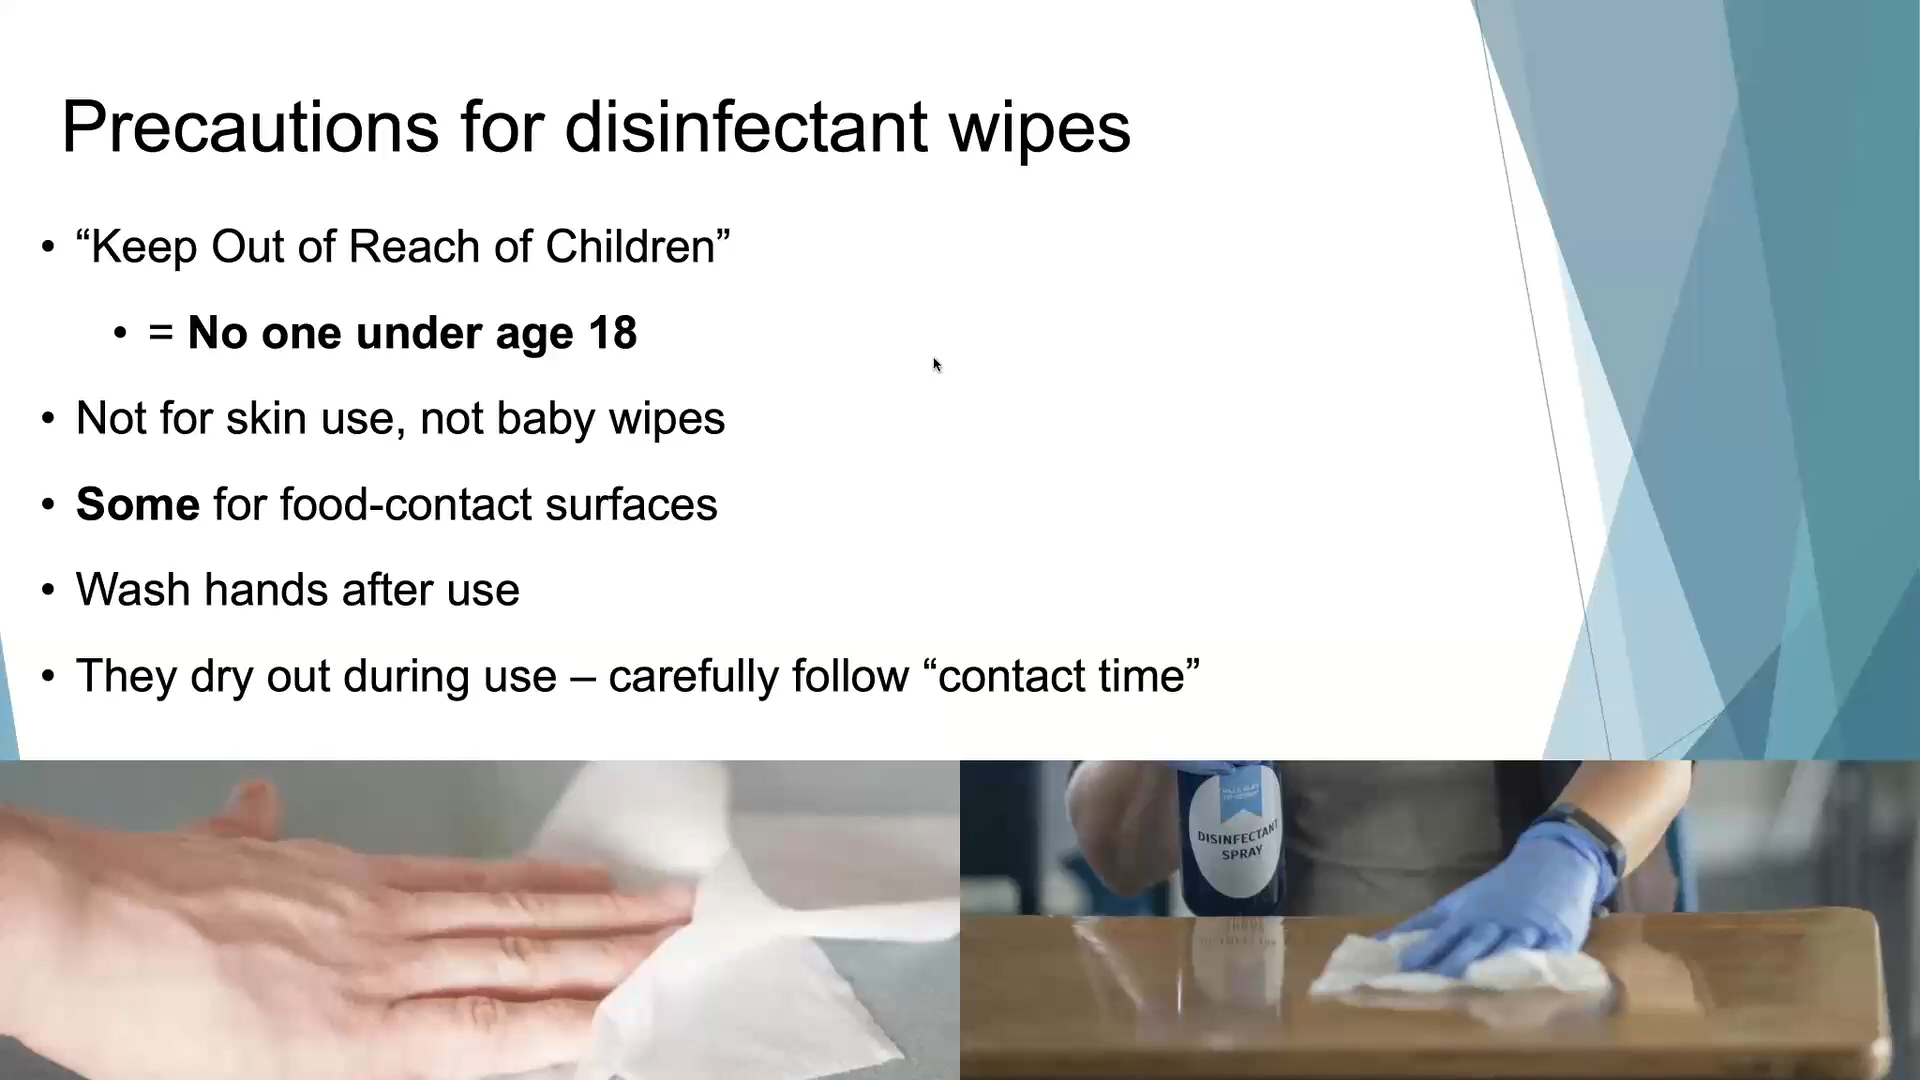 Precautions for disinfectant wipes
• “Keep Out of Reach of Children”
• = No one under age 18
• Not for skin use, not baby wipes
• Some for food-contact surfaces
• Wash hands after use
• They dry out during use – carefully follow “contact time”
DISINFECTANT
SPRAY